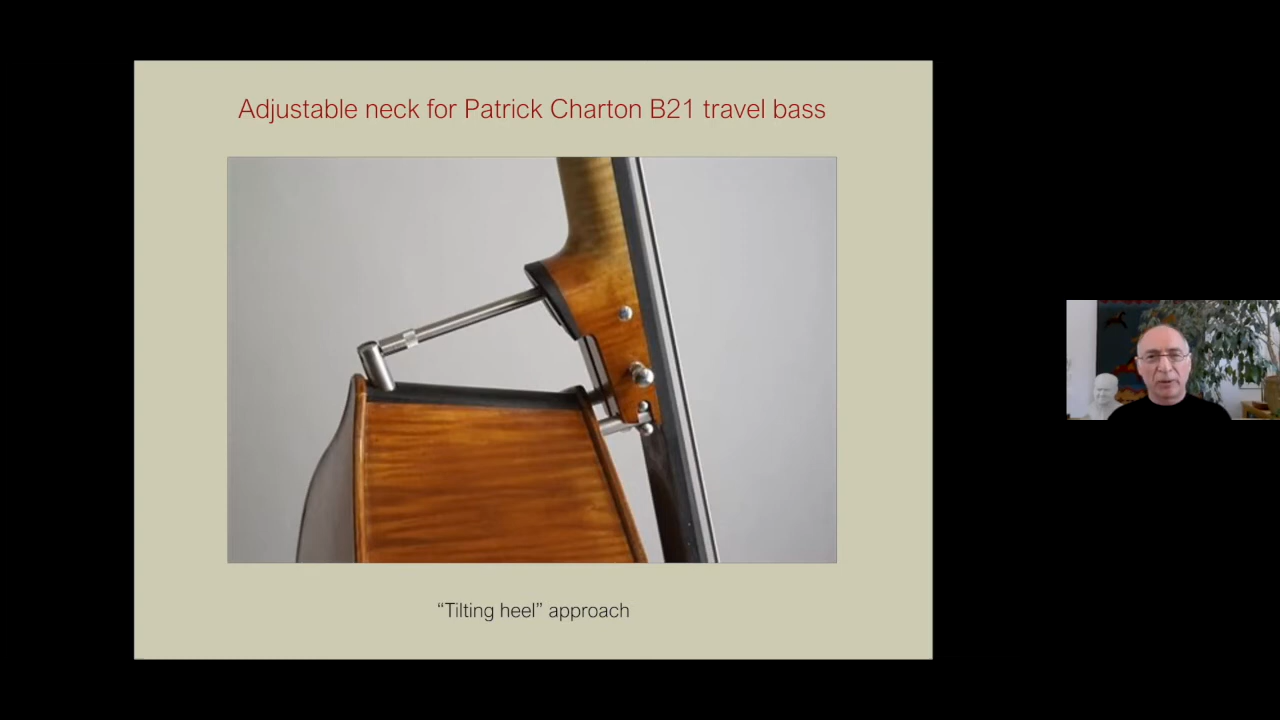 Adjustable neck for Patrick Charton B21 travel bass
“Tilting heel” approach